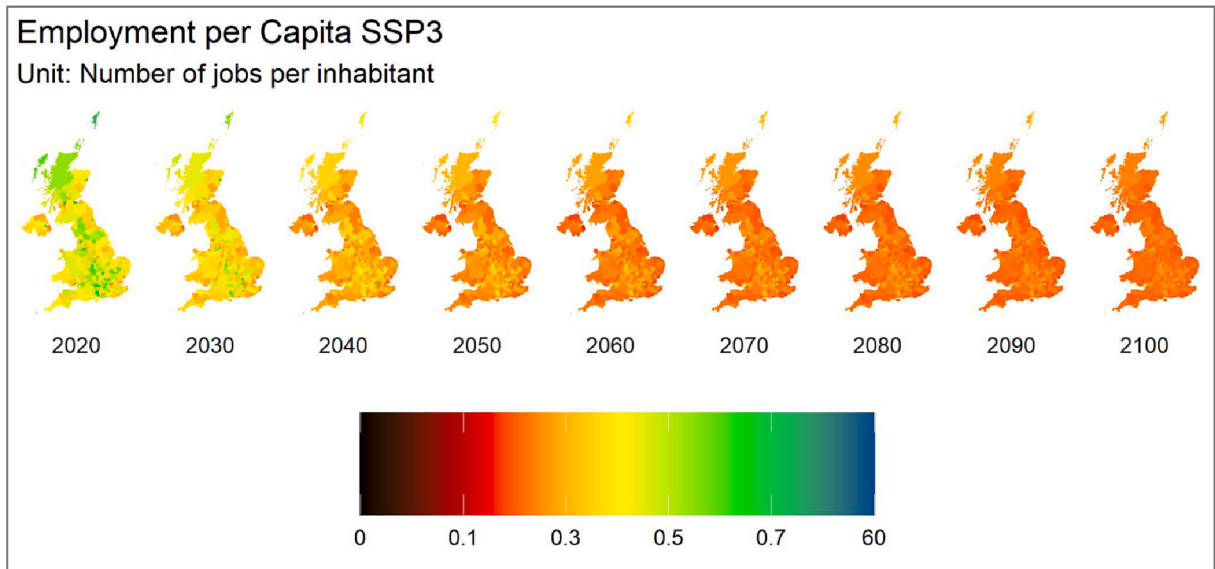 Employment per Capita SSP3
Unit: Number of jobs per inhabitant
2020 2030 2040 2050 2060 2070 2080 2090 2100
0 0.1 0.3 0.5 0.7 60